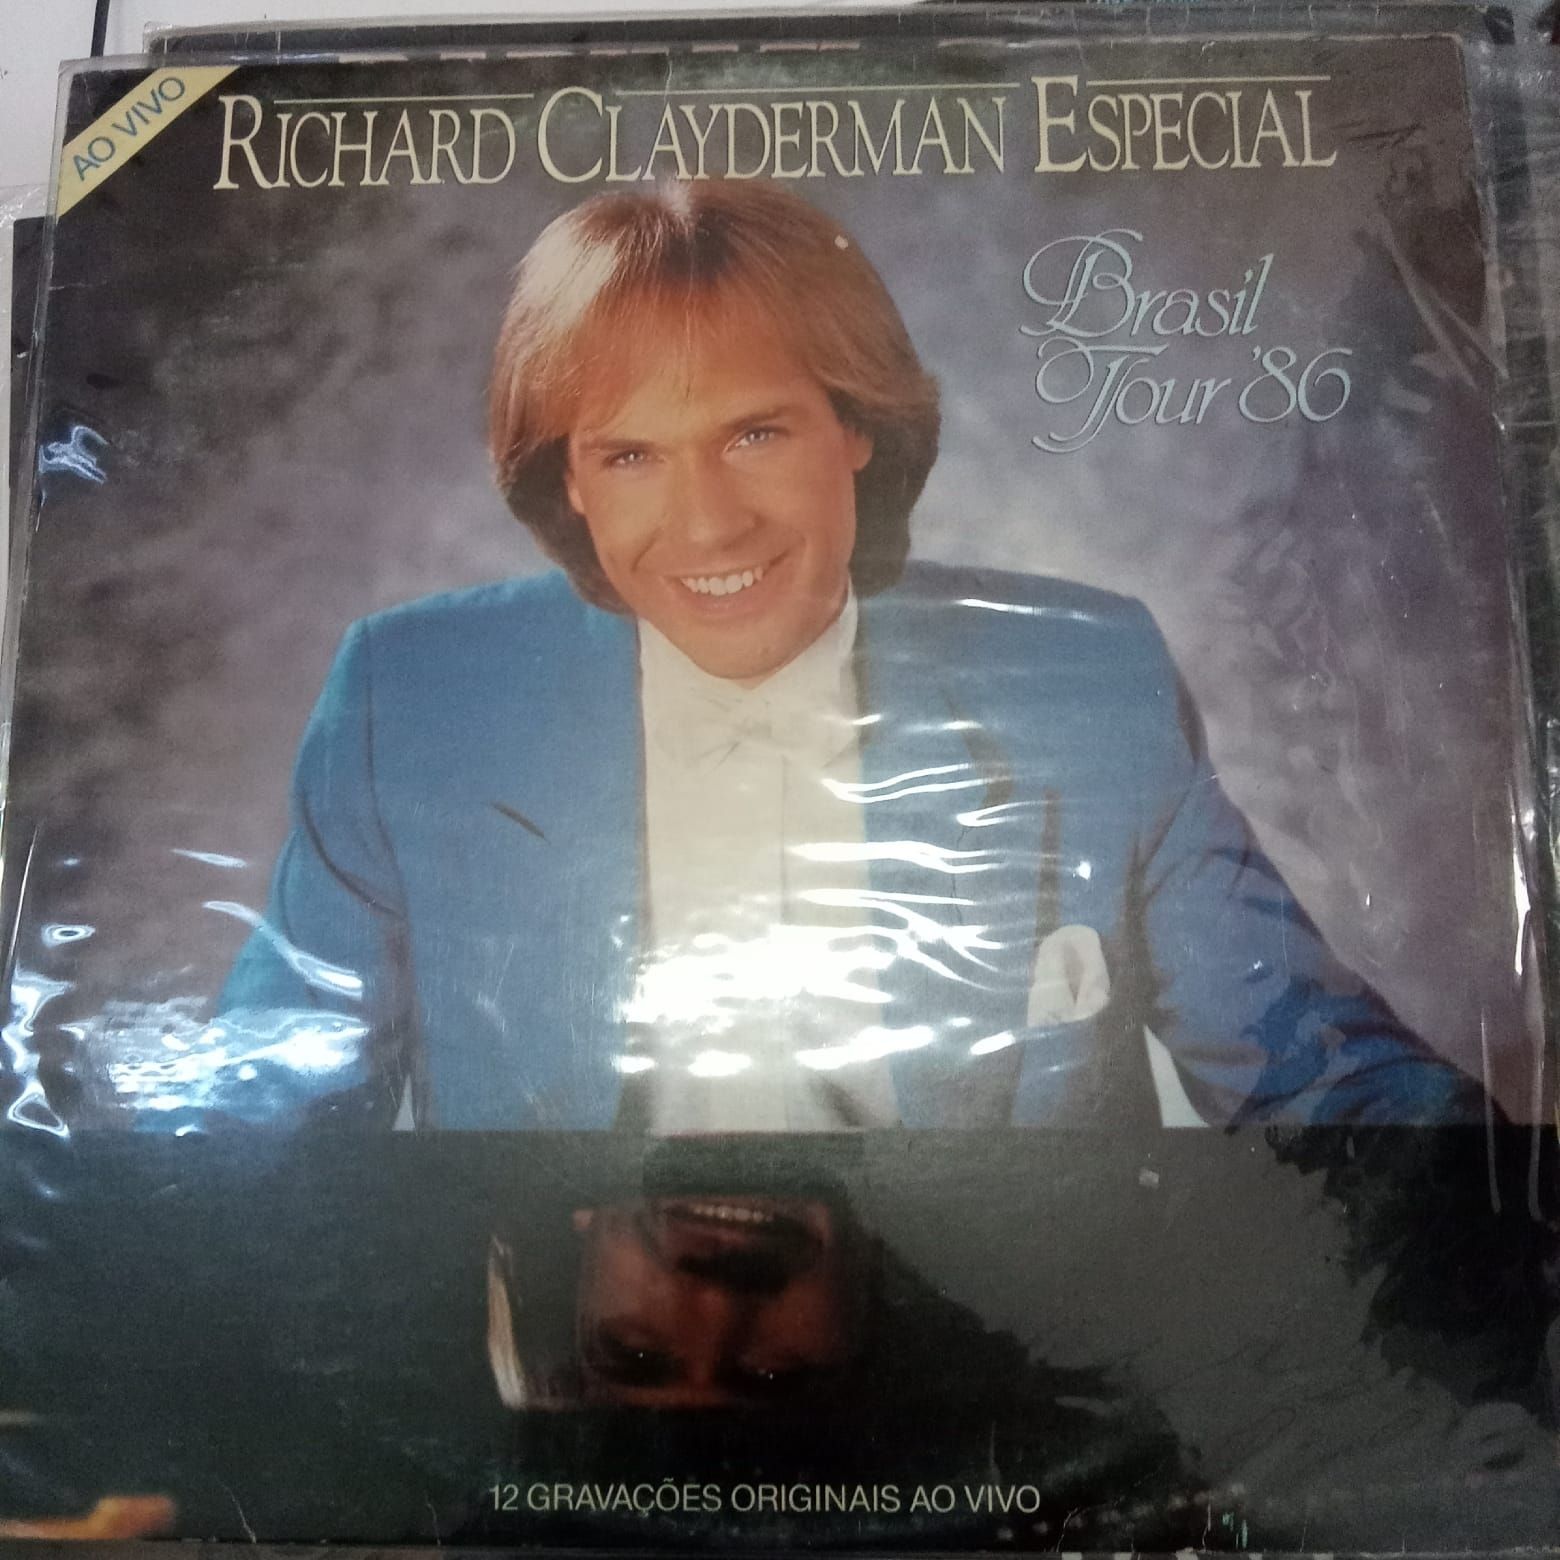 AO VIVO
RICHARD CLAYDERMAN ESPECIAL
Brasil
Tour '86
12 GRAVAÇÕES ORIGINAIS AO VIVO